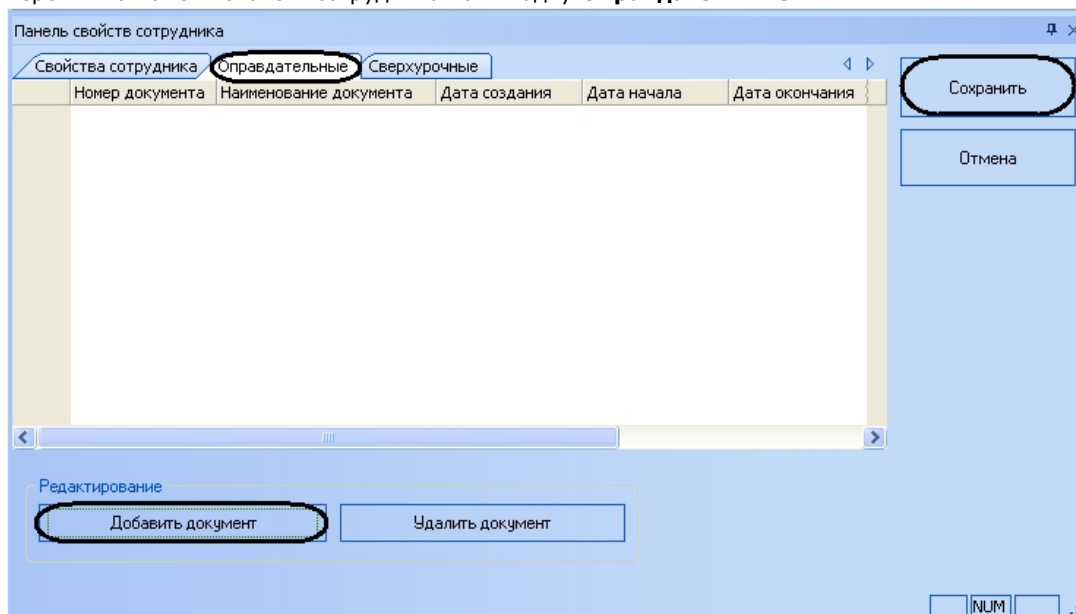 Панель свойств сотрудника
Свойства сотрудника Оправдательные Сверхурочные
Номер документа Наименование документа Дата создания Дата начала Дата окончания
Сохранить
Отмена
Редактирование
Добавить документ Удалить документ
NUM